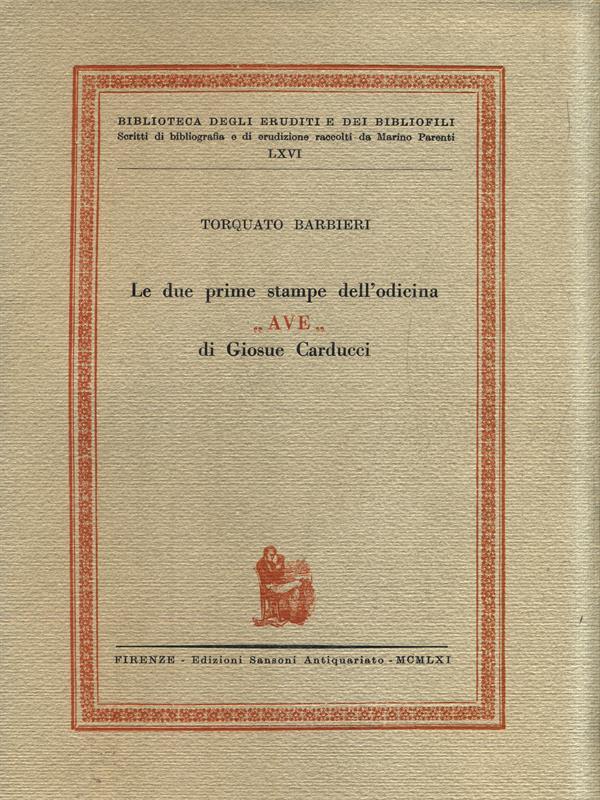 BIBLIOTECA DEGLI ERUDITI E DEI BIBLIOFILI
Scritti di bibliografia e di erudizione raccolti da Marino Parenti
LXVI
TORQUATO BARBIERI
Le due prime stampe dell'odicina
„ AVE „
di Giosue Carducci
FIRENZE - Edizioni Sansoni Antiquariato - MCMLXI